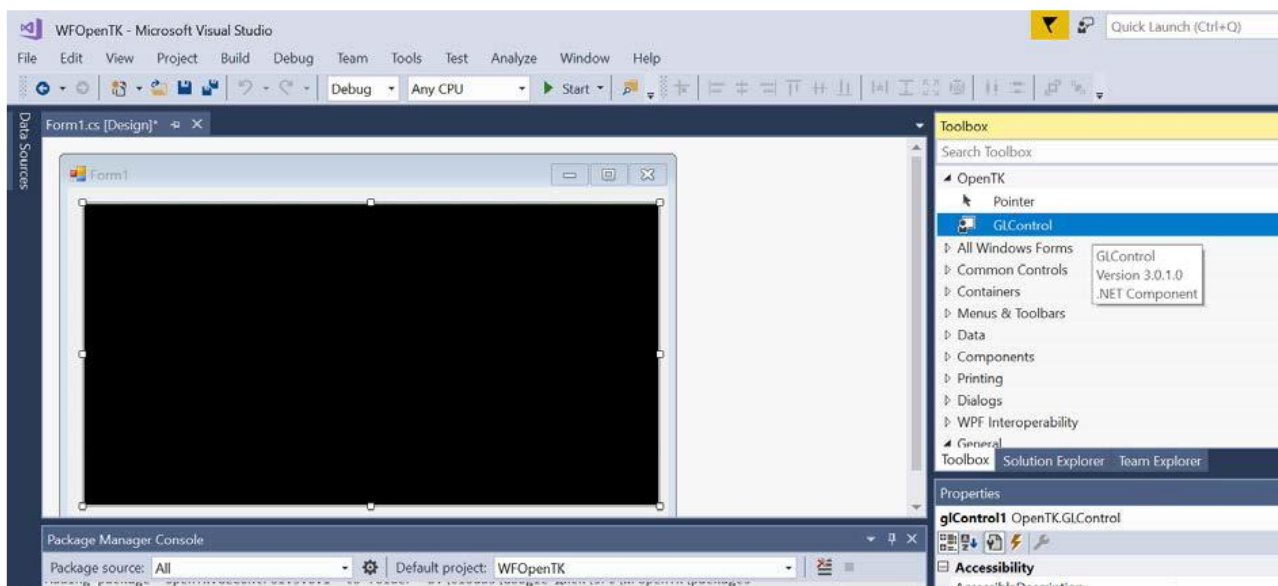 WFOpenTK - Microsoft Visual Studio
Quick Launch (Ctrl+Q)
File Edit View Project Build Debug Team Tools Test Analyze Window Help
Debug Any CPU Start
Data Sources
Form1.cs [Design]*
Form1
Toolbox
Search Toolbox
OpenTK
Pointer
GLControl
All Windows Forms
Common Controls
Containers
Menus & Toolbars
Data
Components
Printing
Dialogs
WPF Interoperability
General
GLControl
Version 3.0.1.0
.NET Component
Toolbox Solution Explorer Team Explorer
Properties
glControl1 OpenTK.GLControl
Accessibility
AccessibleDescription
Package Manager Console
Package source: All Default project: WFOpenTK